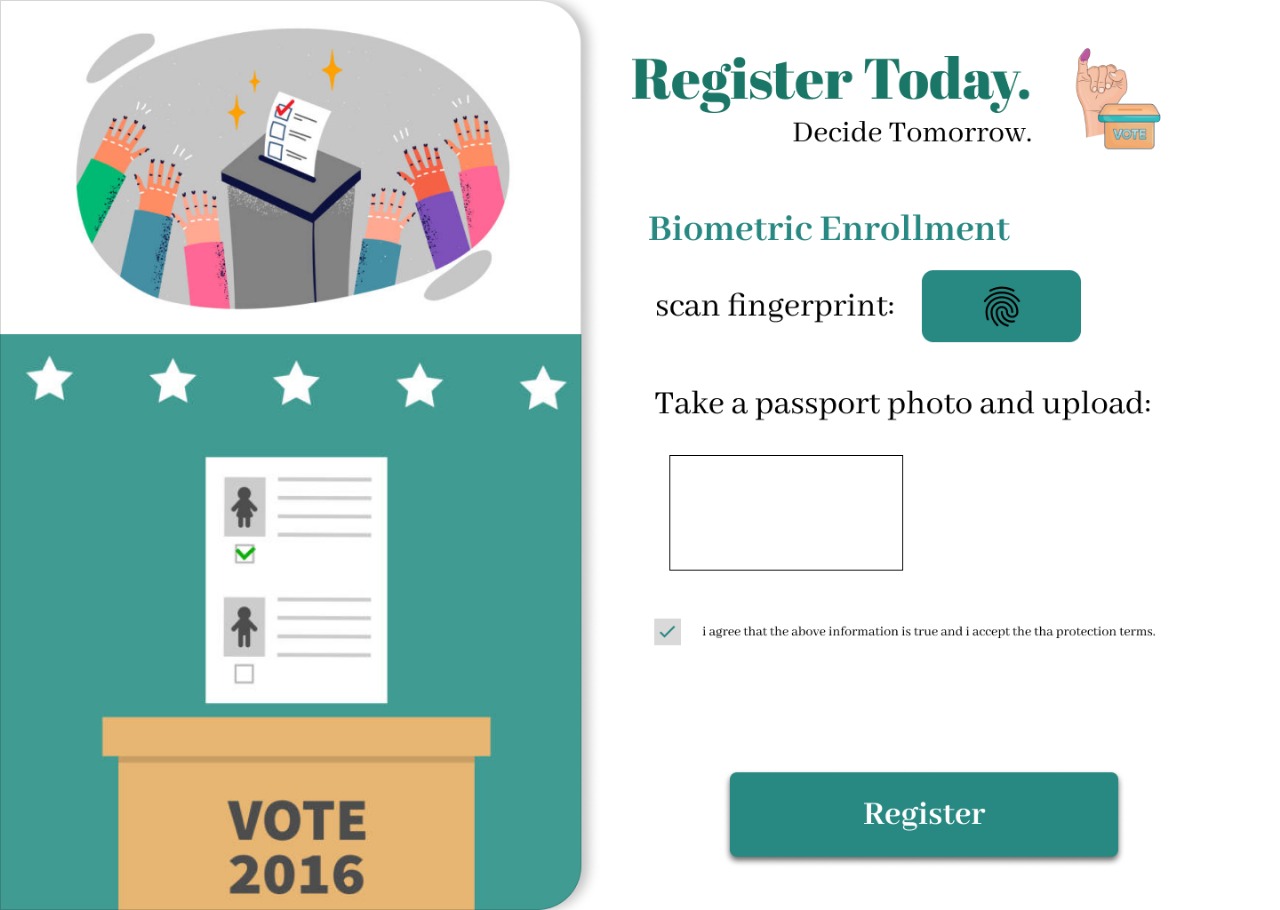 Register Today.
Decide Tomorrow.
VOTE
Biometric Enrollment
scan fingerprint:
Take a passport photo and upload:
i agree that the above information is true and i accept the tha protection terms.
Register
VOTE
2016